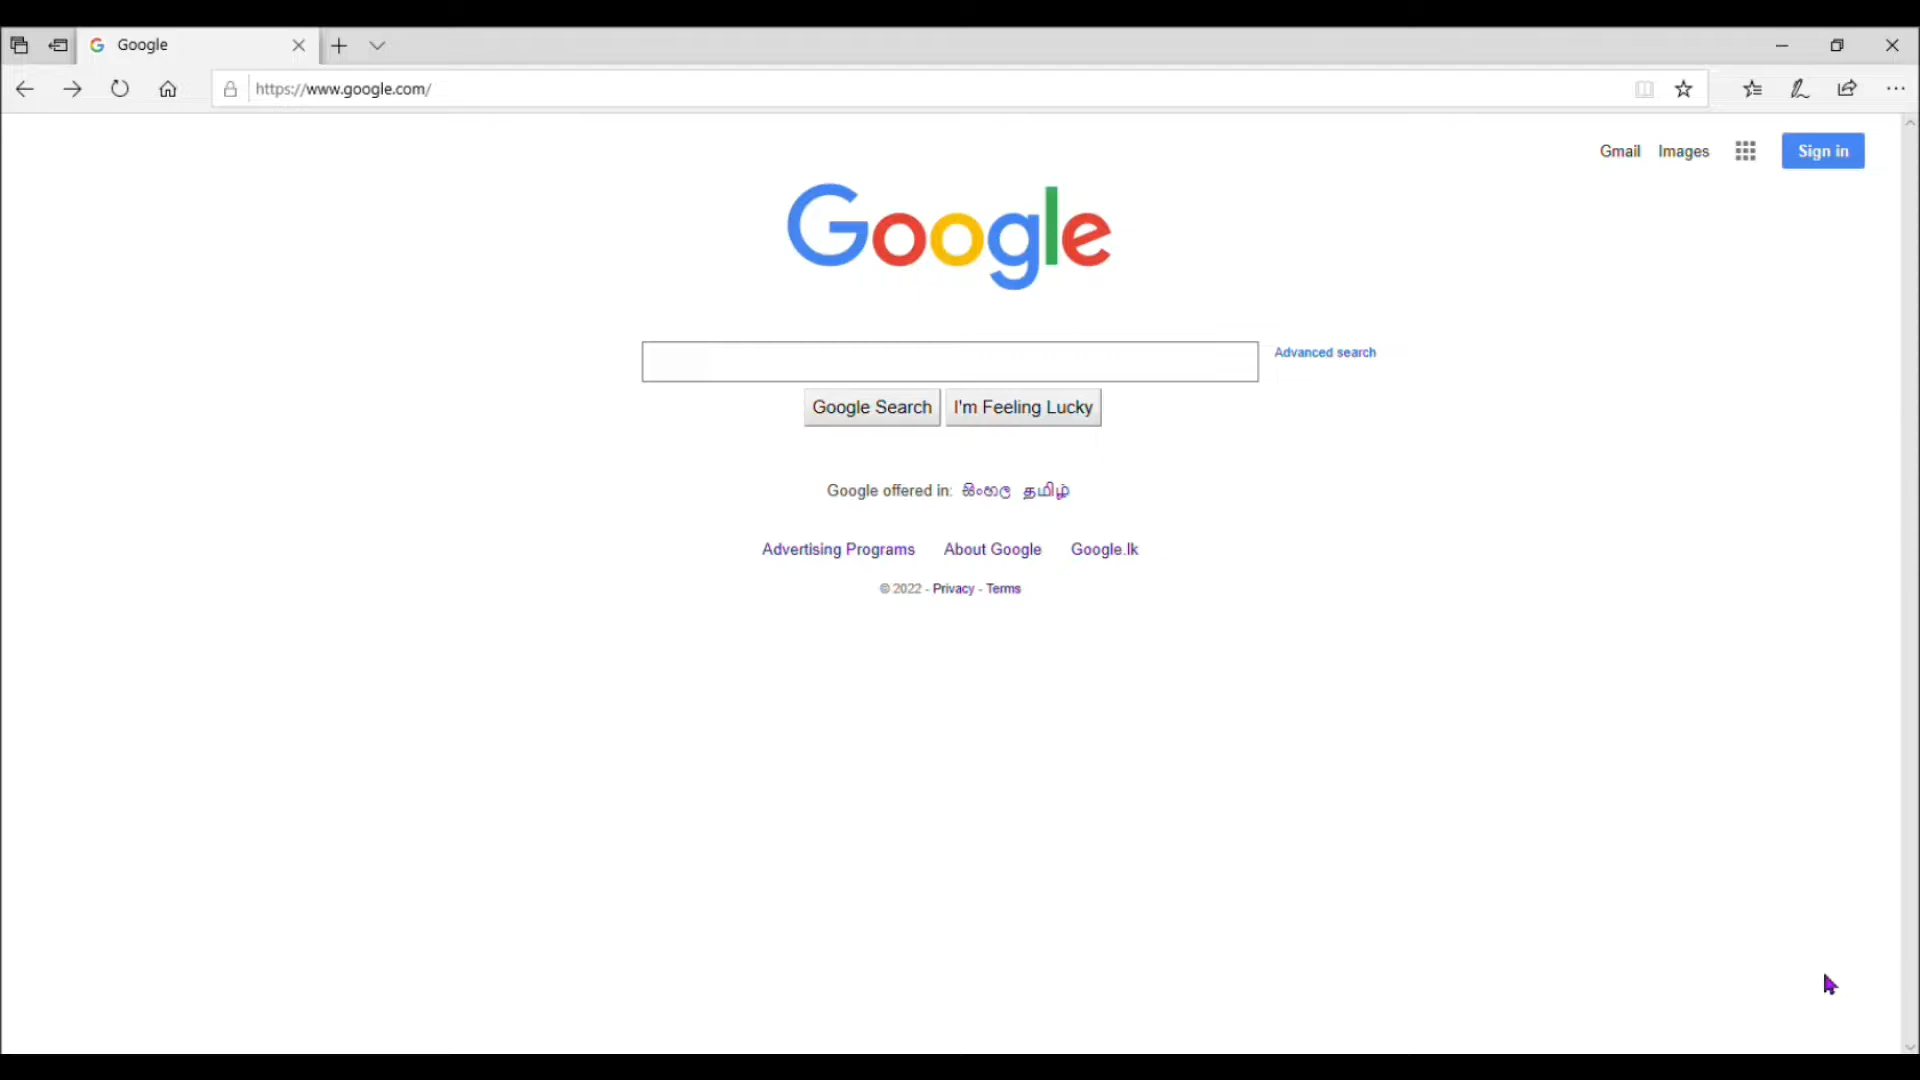 Google
https://www.google.com/
Gmail Images Sign in
Google
Advanced search
Google Search I'm Feeling Lucky
Google offered in: සිංහල தமிழ்
Advertising Programs About Google Google.lk
© 2022 - Privacy - Terms